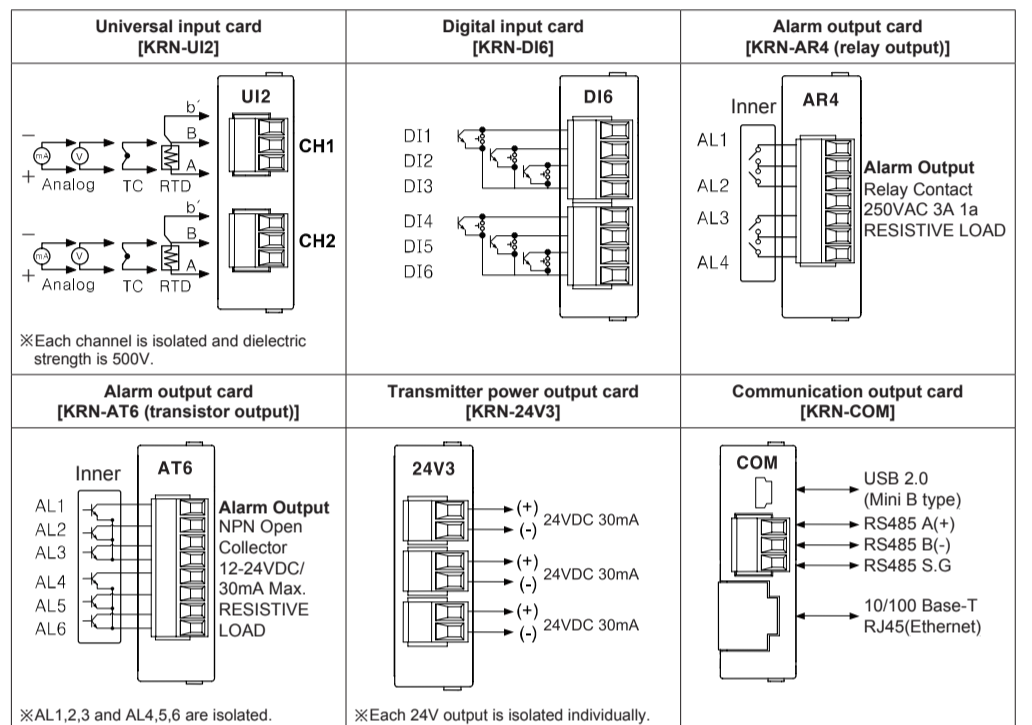 Universal input card
[KRN-UI2]
Digital input card
[KRN-DI6]
Alarm output card
[KRN-AR4 (relay output)]
UI2
b´
B
A
CH1
−
+
mA
V
Analog
TC
RTD
b´
B
A
CH2
−
+
mA
V
Analog
TC
RTD
※Each channel is isolated and dielectric
strength is 500V.
DI6
DI1
DI2
DI3
DI4
DI5
DI6
Inner
AR4
AL1
AL2
AL3
AL4
Alarm Output
Relay Contact
250VAC 3A 1a
RESISTIVE LOAD
Alarm output card
[KRN-AT6 (transistor output)]
Transmitter power output card
[KRN-24V3]
Communication output card
[KRN-COM]
Inner
AT6
AL1
AL2
AL3
AL4
AL5
AL6
Alarm Output
NPN Open
Collector
12-24VDC/
30mA Max.
RESISTIVE
LOAD
※AL1,2,3 and AL4,5,6 are isolated.
24V3
(+)
24VDC 30mA
(-)
(+)
24VDC 30mA
(-)
(+)
24VDC 30mA
(-)
※Each 24V output is isolated individually.
COM
USB 2.0
(Mini B type)
RS485 A(+)
RS485 B(-)
RS485 S.G
10/100 Base-T
RJ45(Ethernet)